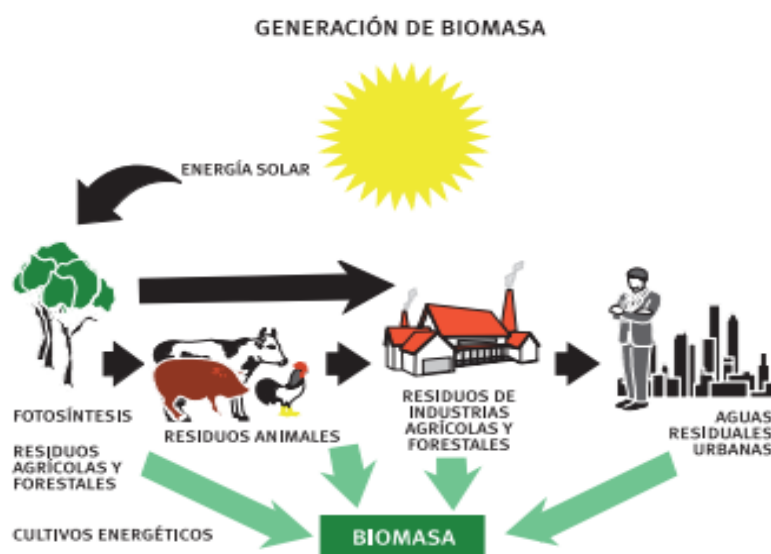 GENERACIÓN DE BIOMASA
ENERGÍA SOLAR
FOTOSÍNTESIS
RESIDUOS
AGRÍCOLAS Y
FORESTALES
CULTIVOS ENERGÉTICOS
RESIDUOS ANIMALES
RESIDUOS DE
INDUSTRIAS
AGRÍCOLAS Y
FORESTALES
AGUAS
RESIDUALES
URBANAS
BIOMASA